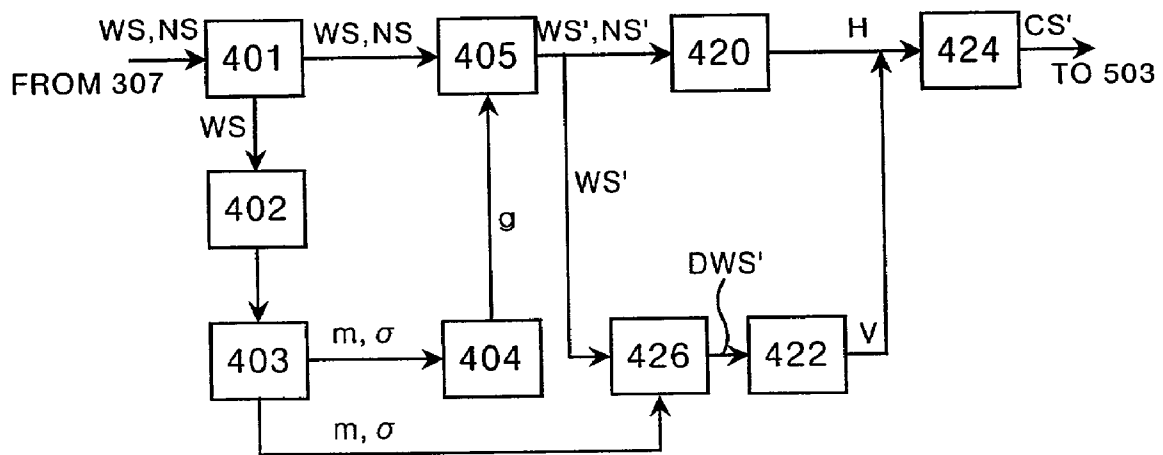 WS,NS
FROM 307
401
WS,NS
405
WS',NS'
420
H
424
CS'
TO 503
WS
402
g
WS'
DWS'
403
m, σ
404
426
422
V
m, σ